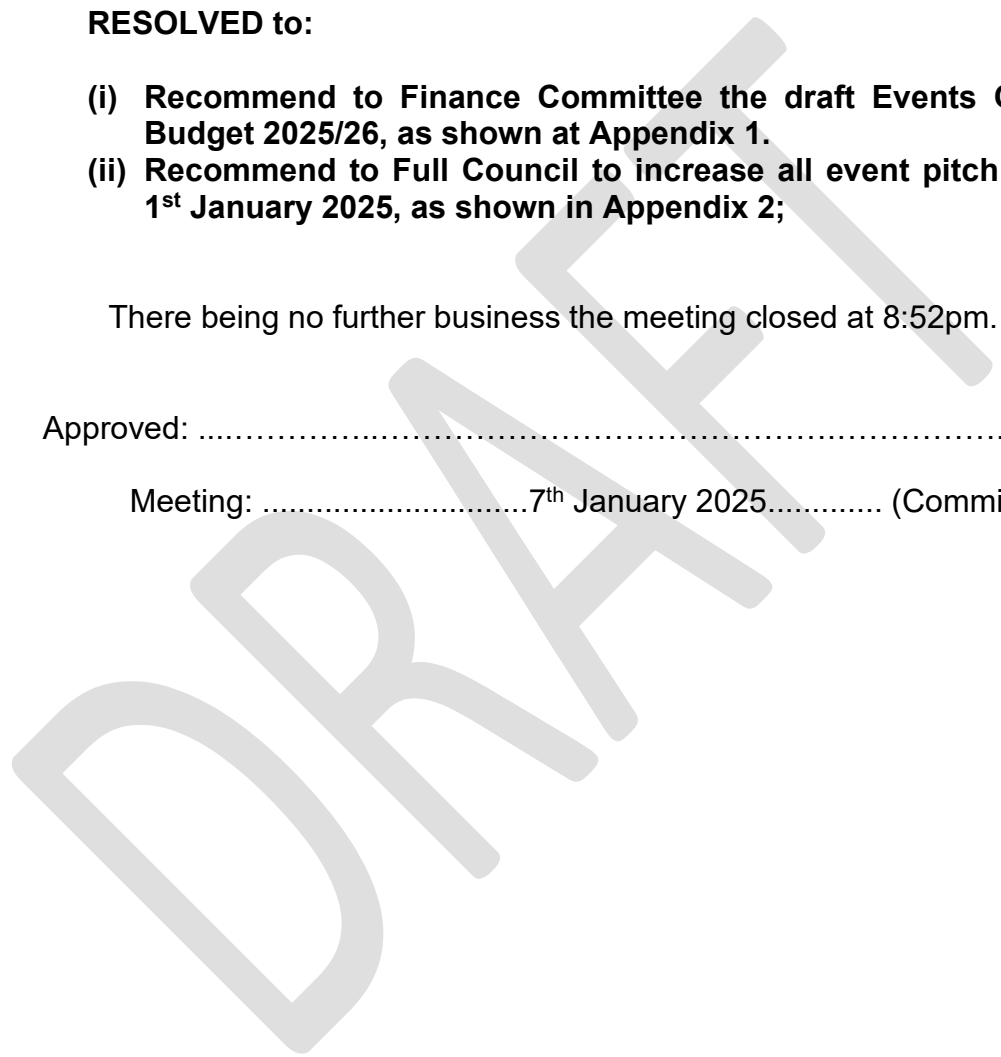 RESOLVED to:
(i) Recommend to Finance Committee the draft Events
Budget 2025/26, as shown at Appendix 1.
(ii) Recommend to Full Council to increase all event pitch
1st January 2025, as shown in Appendix 2;
There being no further business the meeting closed at 8:52pm.
Approved: ....…………..……………………………………………………………….
Meeting: ..............................7th January 2025............. (Commi
DRAFT